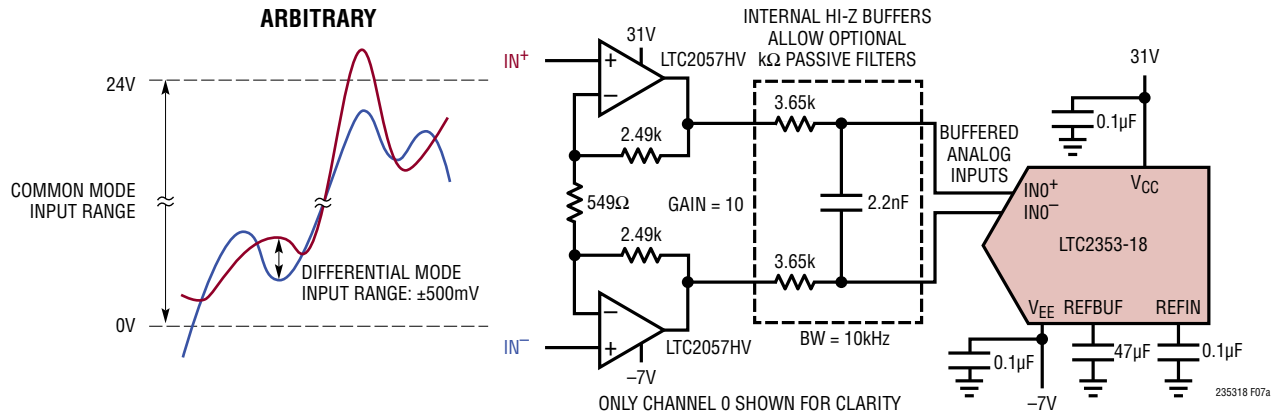 ARBITRARY
24V
COMMON MODE
INPUT RANGE
DIFFERENTIAL MODE
INPUT RANGE: ±500mV
0V
IN+
31V
LTC2057HV
2.49k
549Ω
GAIN = 10
2.49k
LTC2057HV
IN–
–7V
INTERNAL HI-Z BUFFERS
ALLOW OPTIONAL
kΩ PASSIVE FILTERS
3.65k
2.2nF
3.65k
BW = 10kHz
BUFFERED
ANALOG
INPUTS
31V
0.1µF
VCC
IN0+
IN0–
LTC2353-18
VEE REFBUF REFIN
0.1µF
47µF
0.1µF
–7V
ONLY CHANNEL 0 SHOWN FOR CLARITY
235318 F07a